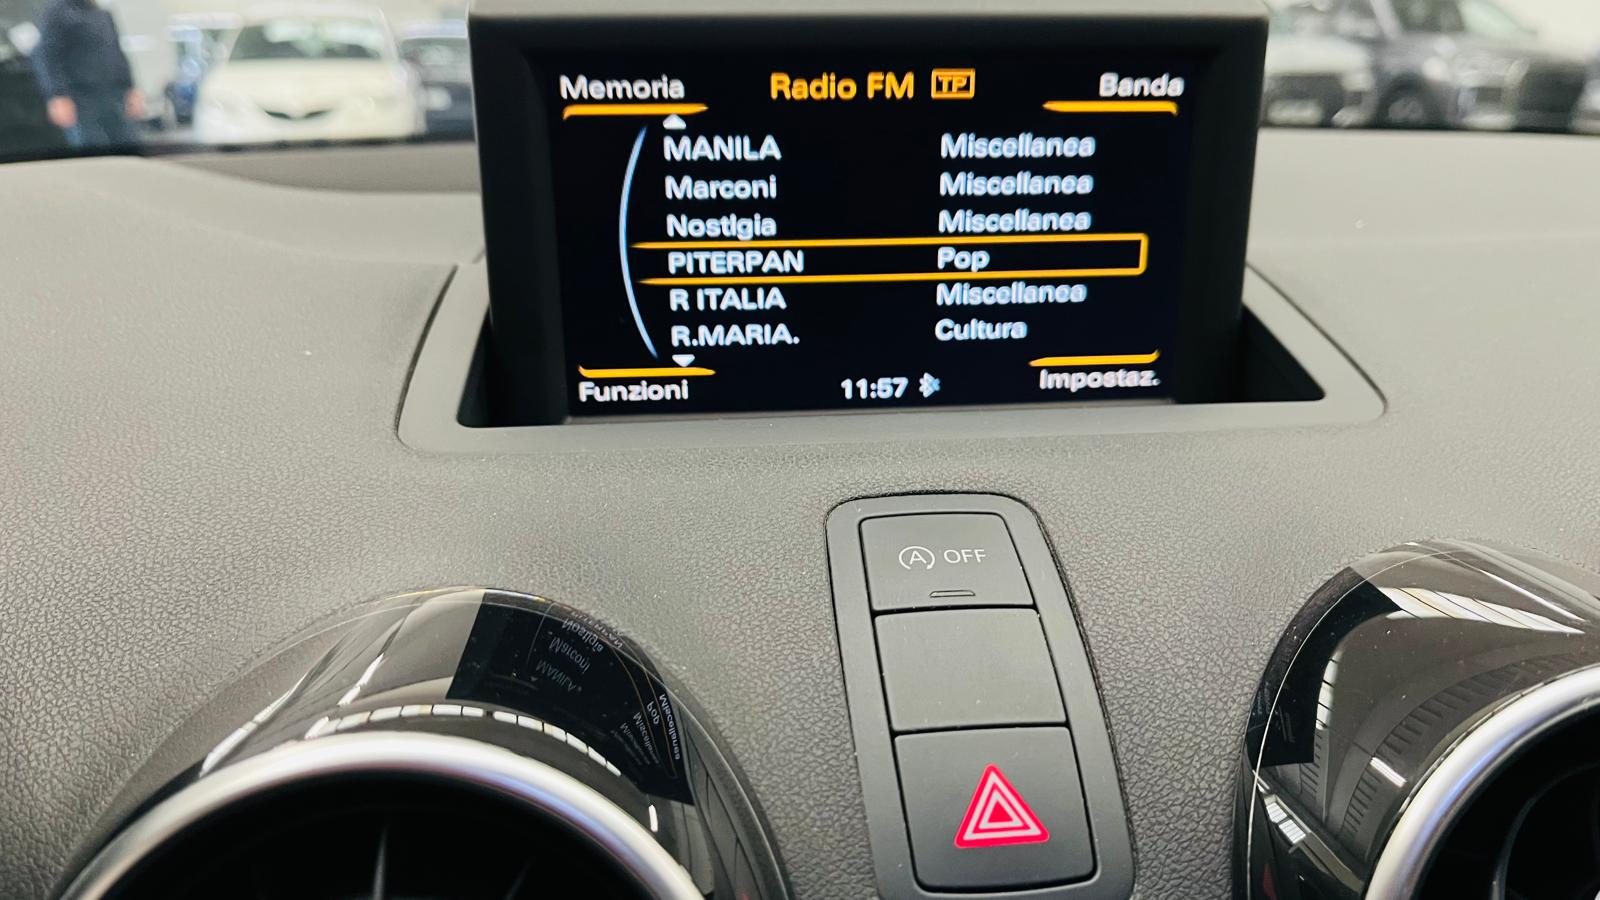 Memoria Radio FM TP Banda
MANILA Miscellanea
Marconi Miscellanea
Nostlgia Miscellanea
PITERPAN Pop
R ITALIA Miscellanea
R.MARIA. Cultura
Funzioni 11:57 Impostaz.
A OFF